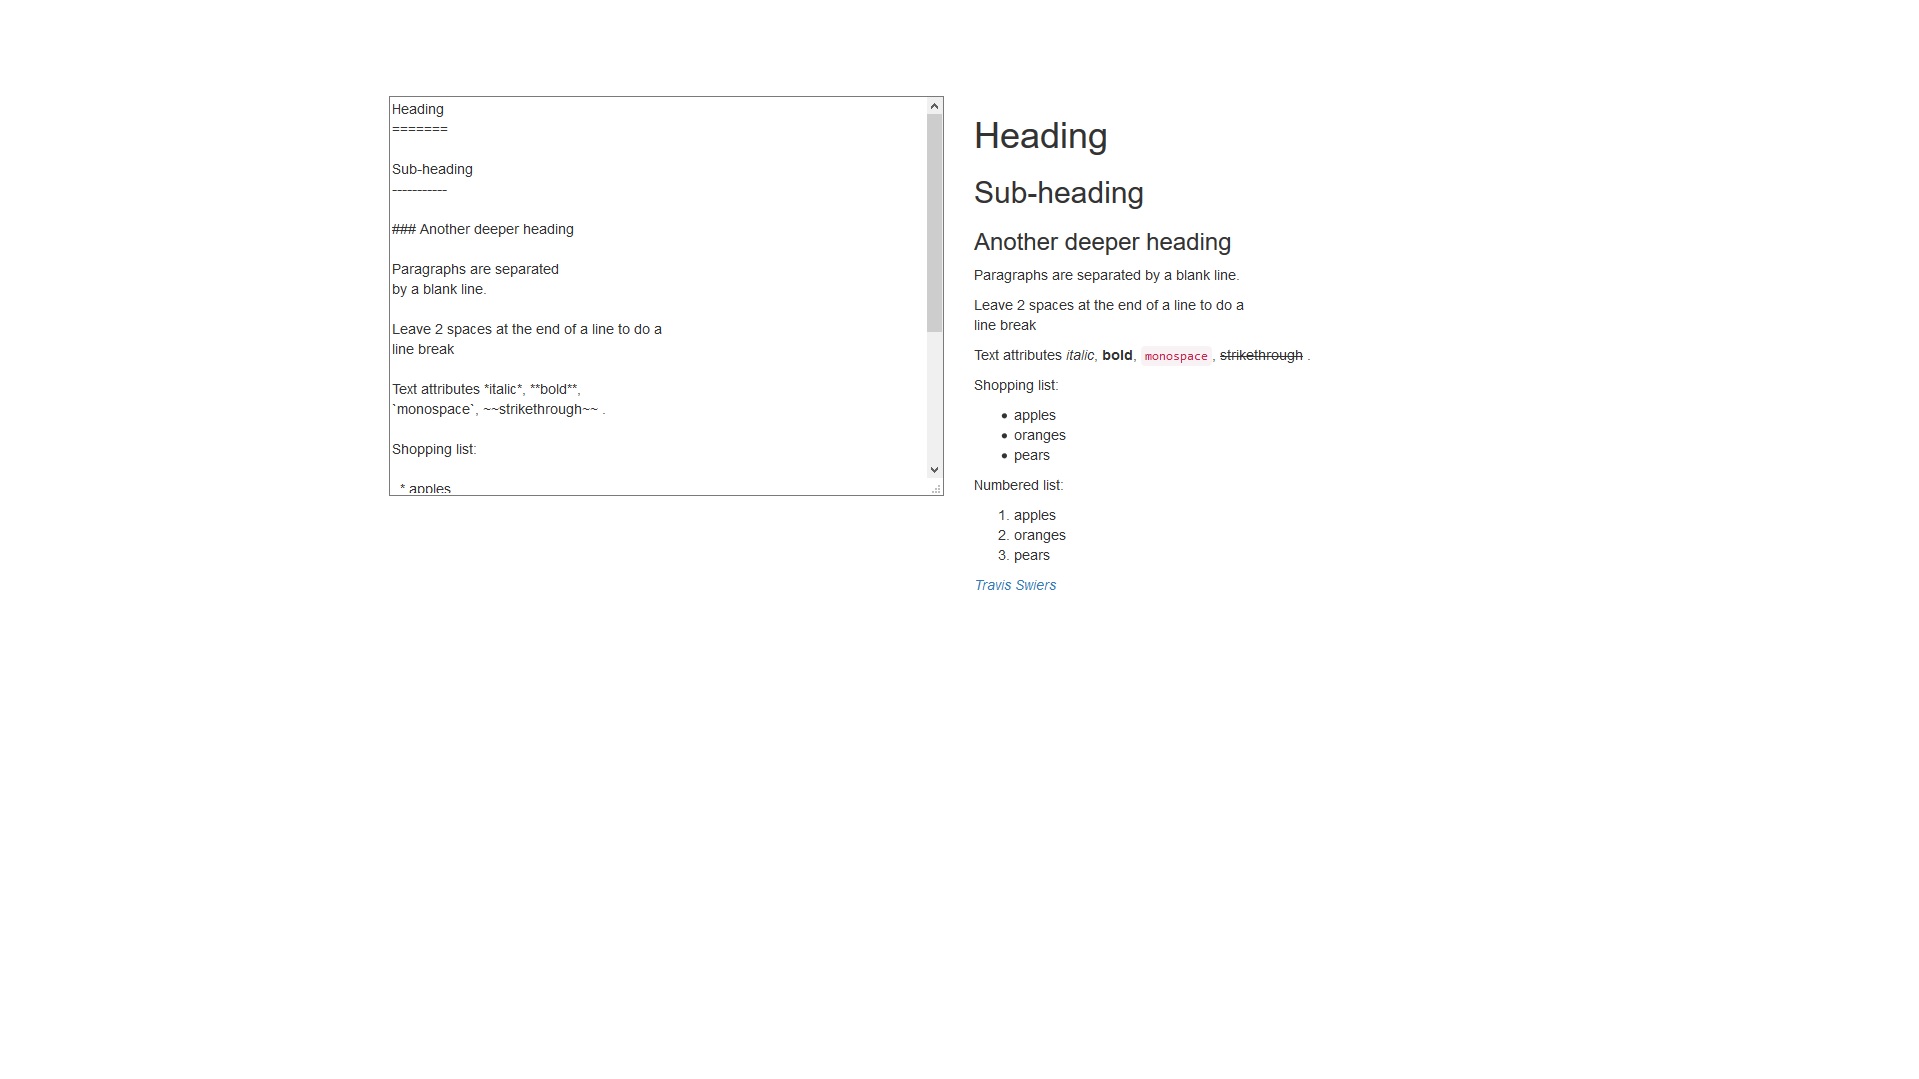 Heading
=======
Sub-heading
-----------
### Another deeper heading
Paragraphs are separated
by a blank line.
Leave 2 spaces at the end of a line to do a
line break
Text attributes *italic*, **bold**,
`monospace`, ~~strikethrough~~ .
Shopping list:
* apples
Heading
Sub-heading
Another deeper heading
Paragraphs are separated by a blank line.
Leave 2 spaces at the end of a line to do a
line break
Text attributes italic, bold, monospace, strikethrough .
Shopping list:
• apples
• oranges
• pears
Numbered list:
1. apples
2. oranges
3. pears
Travis Swiers